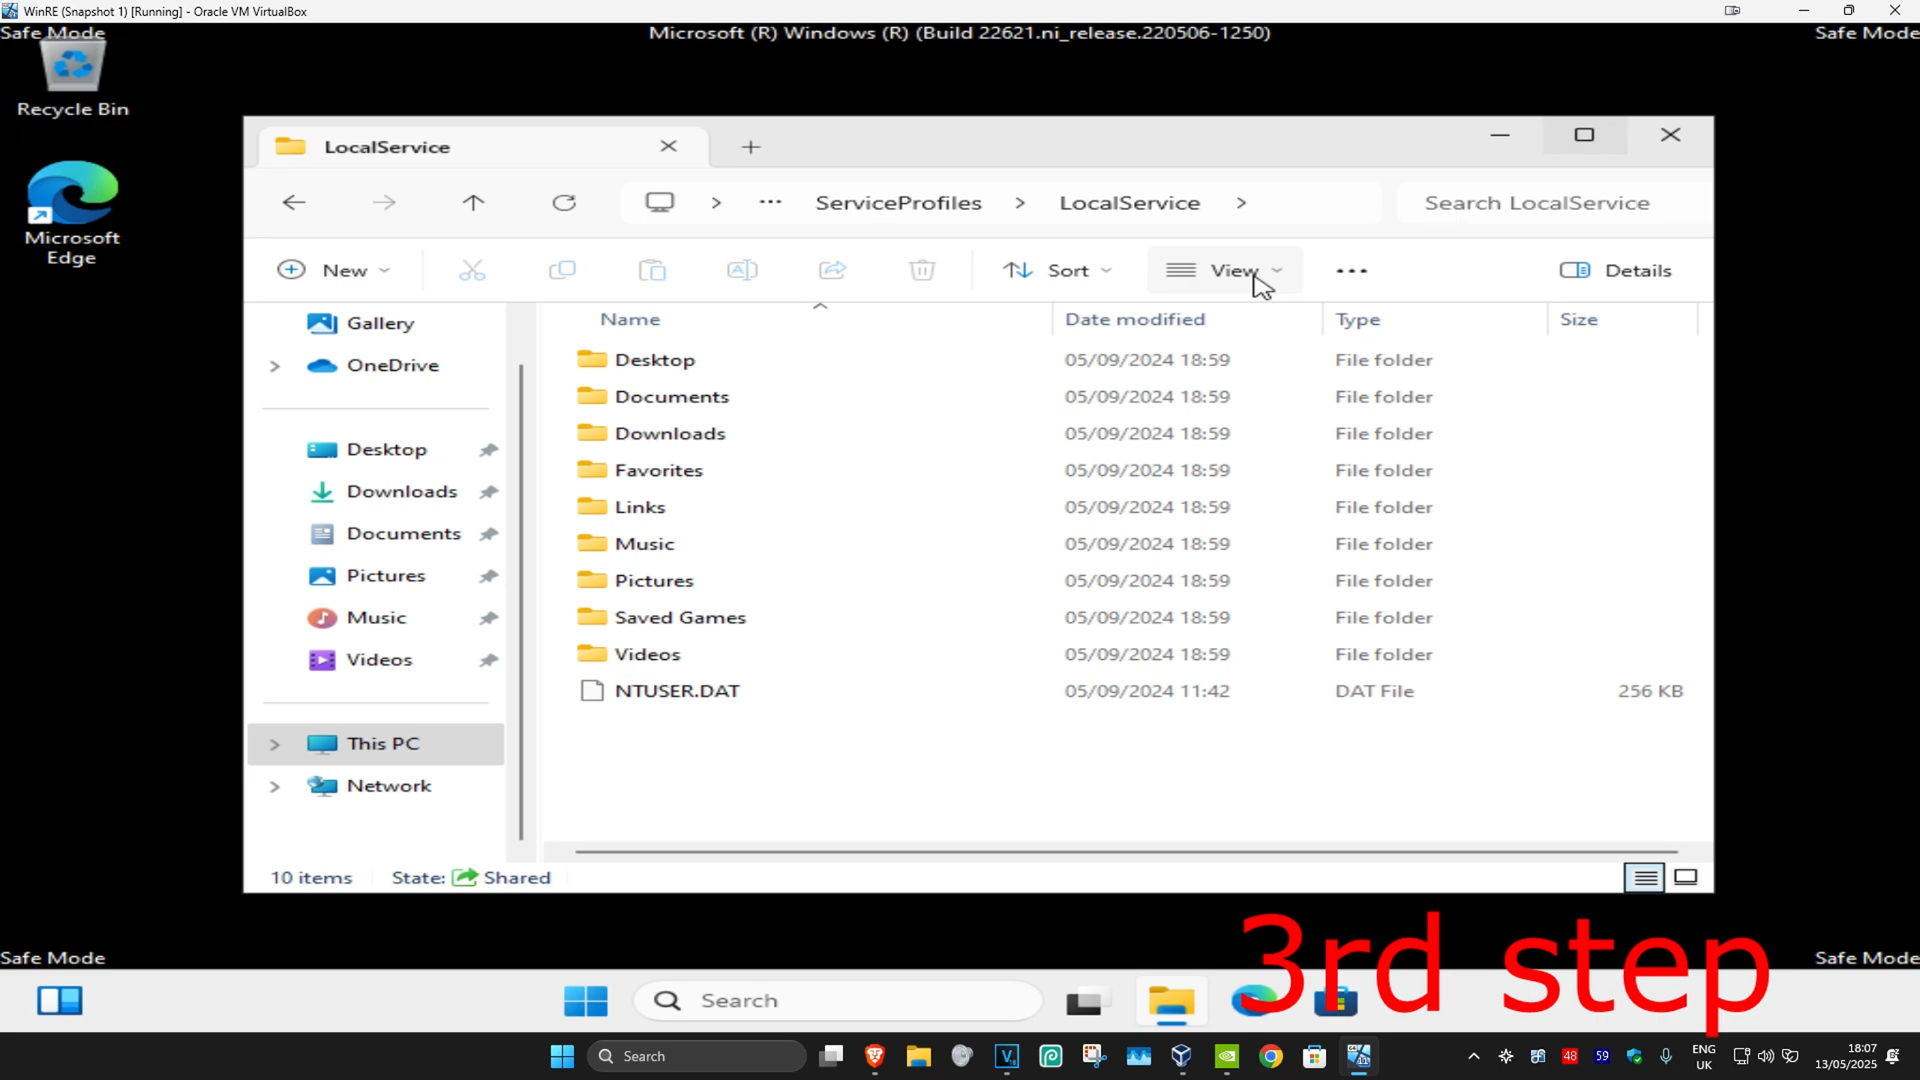 WinRE (Snapshot 1) [Running] - Oracle VM VirtualBox
Safe Mode
Microsoft (R) Windows (R) (Build 22621.ni_release.220506-1250)
Safe Mode
Recycle Bin
Microsoft
Edge
LocalService
ServiceProfiles
LocalService
Search LocalService
New
Sort
View
Details
Gallery
OneDrive
Desktop
Downloads
Documents
Pictures
Music
Videos
This PC
Network
Name Date modified Type Size
Desktop 05/09/2024 18:59 File folder
Documents 05/09/2024 18:59 File folder
Downloads 05/09/2024 18:59 File folder
Favorites 05/09/2024 18:59 File folder
Links 05/09/2024 18:59 File folder
Music 05/09/2024 18:59 File folder
Pictures 05/09/2024 18:59 File folder
Saved Games 05/09/2024 18:59 File folder
Videos 05/09/2024 18:59 File folder
NTUSER.DAT 05/09/2024 11:42 DAT File 256 KB
10 items State: Shared
3rd step
Safe Mode
Safe Mode
Search
Search
48
59
ENG
UK
18:07
13/05/2025